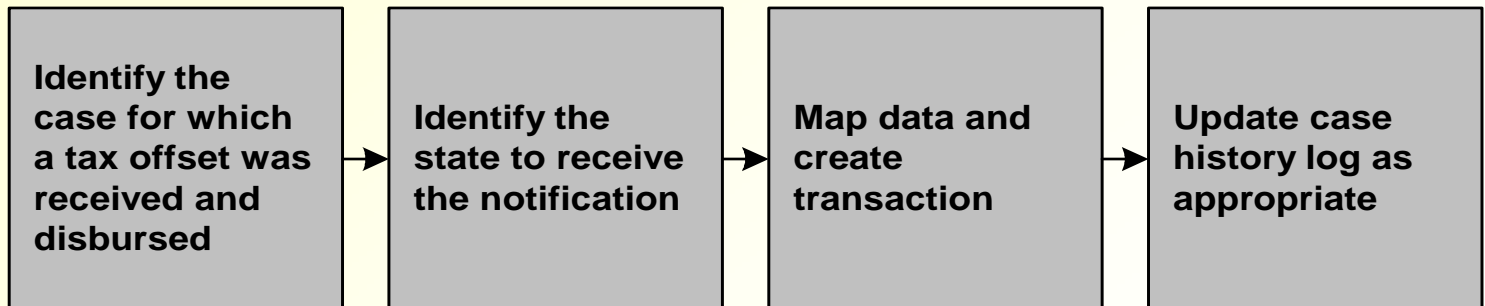 Identify the
case for which
a tax offset was
received and
disbursed
Identify the
state to receive
the notification
Map data and
create
transaction
Update case
history log as
appropriate